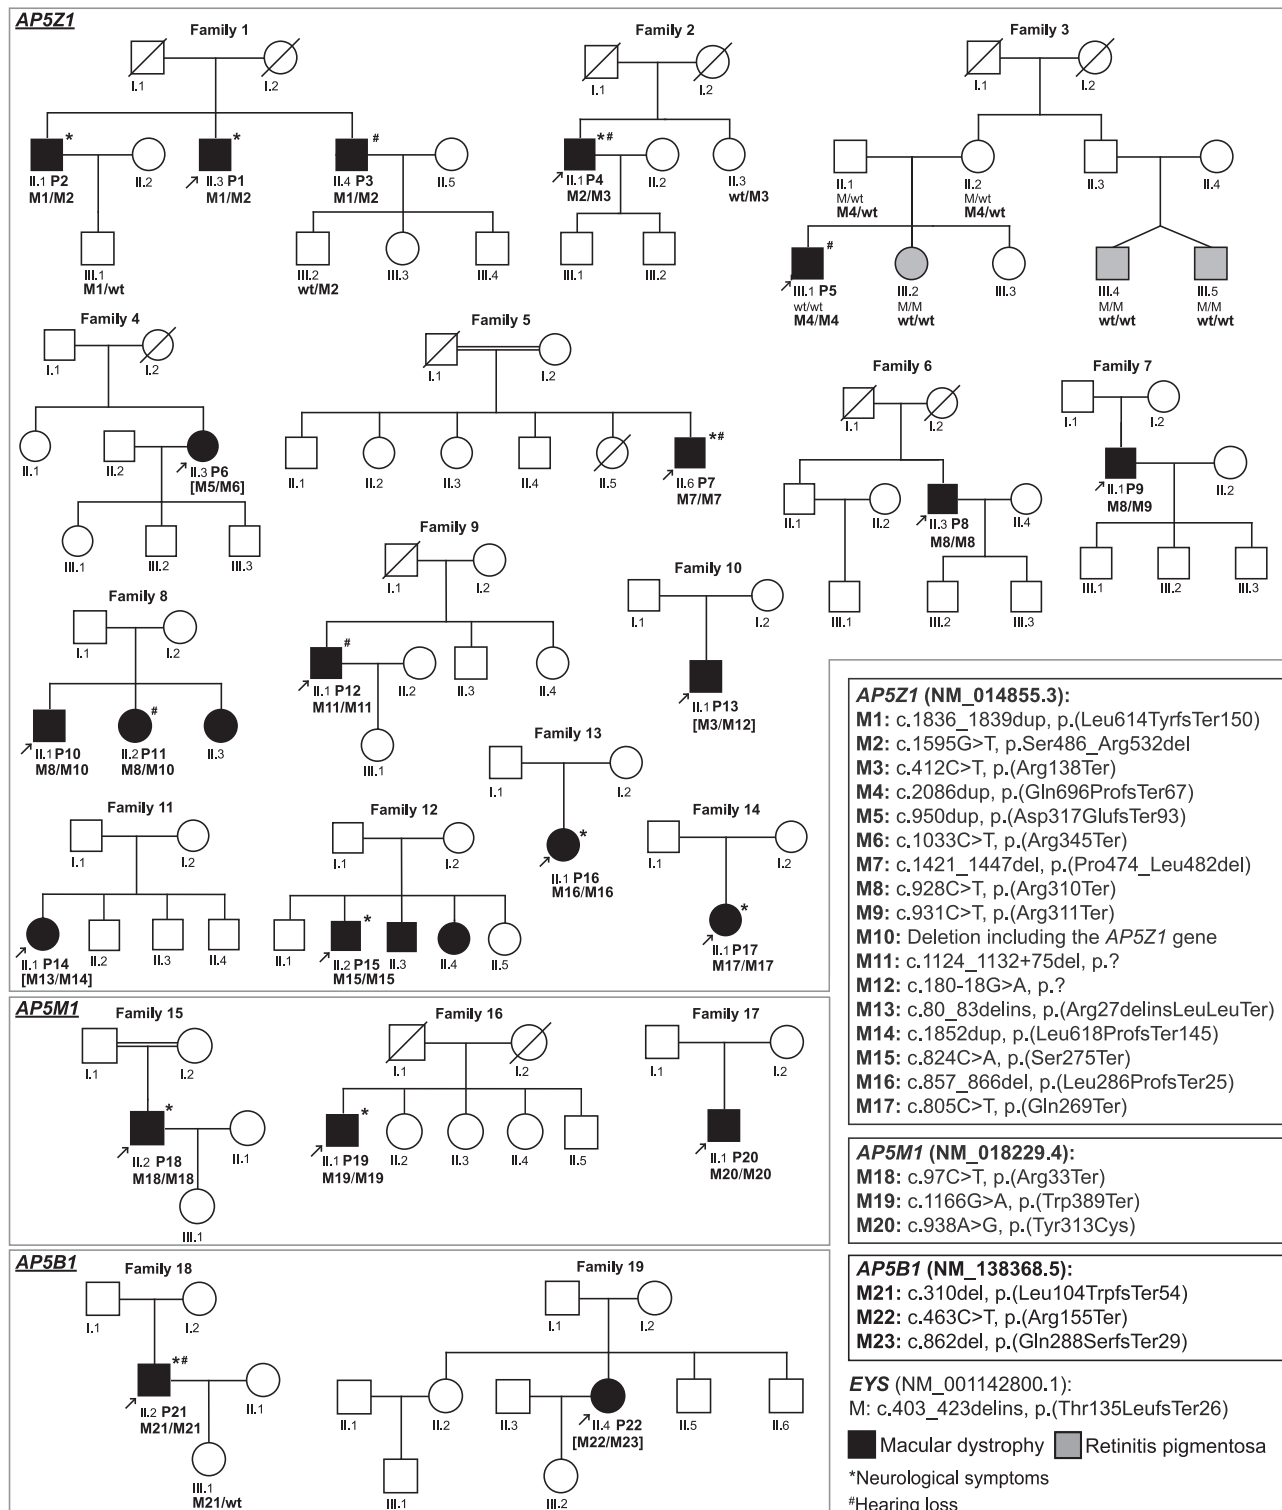 AP5Z1
Family 1
I.1
I.2
*
*
#
II.1 P2
M1/M2
II.2
II.3 P1
M1/M2
II.4 P3
M1/M2
II.5
III.1
M1/wt
III.2
wt/M2
III.3
III.4
Family 2
I.1
I.2
*#
II.1 P4
M2/M3
II.2
II.3
wt/M3
III.1
III.2
Family 3
I.1
I.2
II.1
M/wt
M4/wt
II.2
M/wt
M4/wt
II.3
II.4
#
III.1 P5
wt/wt
M4/M4
III.2
M/M
wt/wt
III.3
III.4
M/M
wt/wt
III.5
M/M
wt/wt
Family 4
I.1
I.2
II.1
II.2
II.3 P6
[M5/M6]
III.1
III.2
III.3
Family 5
I.1
I.2
*#
II.1
II.2
II.3
II.4
II.5
II.6 P7
M7/M7
Family 6
I.1
I.2
II.1
II.2
II.3 P8
M8/M8
II.4
III.1
III.2
III.3
Family 7
I.1
I.2
II.1 P9
M8/M9
II.2
III.1
III.2
III.3
Family 8
I.1
I.2
#
II.1 P10
M8/M10
II.2 P11
M8/M10
II.3
Family 9
I.1
I.2
#
II.1 P12
M11/M11
II.2
II.3
II.4
III.1
Family 10
I.1
I.2
II.1 P13
[M3/M12]
Family 11
I.1
I.2
II.1 P14
[M13/M14]
II.2
II.3
II.4
Family 12
I.1
I.2
*
II.1
II.2 P15
M15/M15
II.3
II.4
II.5
Family 13
I.1
I.2
*
II.1 P16
M16/M16
Family 14
I.1
I.2
*
II.1 P17
M17/M17
AP5M1
Family 15
I.1
I.2
*
II.2 P18
M18/M18
II.1
III.1
Family 16
I.1
I.2
*
II.1 P19
M19/M19
II.2
II.3
II.4
II.5
Family 17
I.1
I.2
II.1 P20
M20/M20
AP5B1
Family 18
I.1
I.2
*#
II.2 P21
M21/M21
II.1
III.1
M21/wt
Family 19
I.1
I.2
II.1
II.2
II.3
II.4 P22
[M22/M23]
II.5
II.6
III.1
III.2
AP5Z1 (NM_014855.3):
M1: c.1836_1839dup, p.(Leu614TyrfsTer150)
M2: c.1595G>T, p.Ser486_Arg532del
M3: c.412C>T, p.(Arg138Ter)
M4: c.2086dup, p.(Gln696ProfsTer67)
M5: c.950dup, p.(Asp317GlufsTer93)
M6: c.1033C>T, p.(Arg345Ter)
M7: c.1421_1447del, p.(Pro474_Leu482del)
M8: c.928C>T, p.(Arg310Ter)
M9: c.931C>T, p.(Arg311Ter)
M10: Deletion including the AP5Z1 gene
M11: c.1124_1132+75del, p.?
M12: c.180-18G>A, p.?
M13: c.80_83delins, p.(Arg27delinsLeuLeuTer)
M14: c.1852dup, p.(Leu618ProfsTer145)
M15: c.824C>A, p.(Ser275Ter)
M16: c.857_866del, p.(Leu286ProfsTer25)
M17: c.805C>T, p.(Gln269Ter)
AP5M1 (NM_018229.4):
M18: c.97C>T, p.(Arg33Ter)
M19: c.1166G>A, p.(Trp389Ter)
M20: c.938A>G, p.(Tyr313Cys)
AP5B1 (NM_138368.5):
M21: c.310del, p.(Leu104TrpfsTer54)
M22: c.463C>T, p.(Arg155Ter)
M23: c.862del, p.(Gln288SerfsTer29)
EYS (NM_001142800.1):
M: c.403_423delins, p.(Thr135LeufsTer26)
Macular dystrophy Retinitis pigmentosa
*Neurological symptoms
#Hearing loss